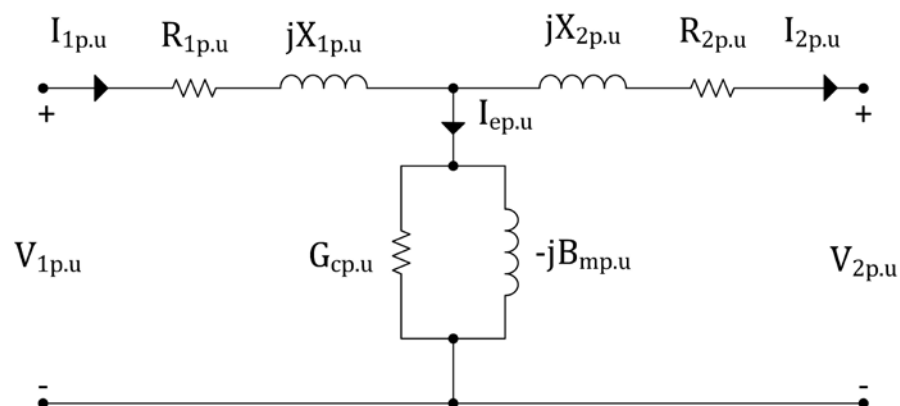 I1p.u R1p.u jX1p.u jX2p.u R2p.u I2p.u
+ Iep.u +
V1p.u Gcp.u -jBmp.u V2p.u
- -